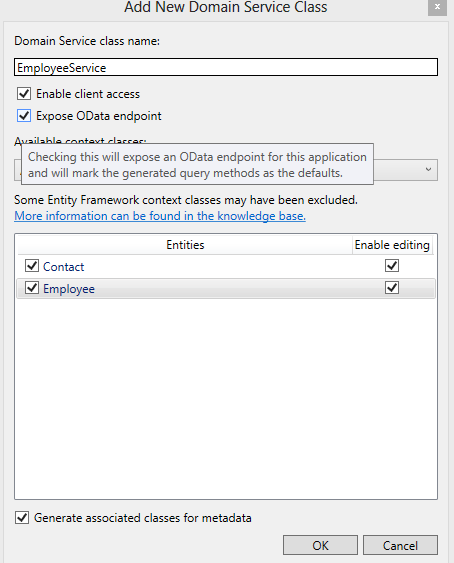 Add New Domain Service Class
x
Domain Service class name:
EmployeeService
Enable client access
Expose OData endpoint
Available context classes:
Checking this will expose an OData endpoint for this application
and will mark the generated query methods as the defaults.
Some Entity Framework context classes may have been excluded.
More information can be found in the knowledge base.
Entities Enable editing
Contact
Employee
Generate associated classes for metadata
OK Cancel